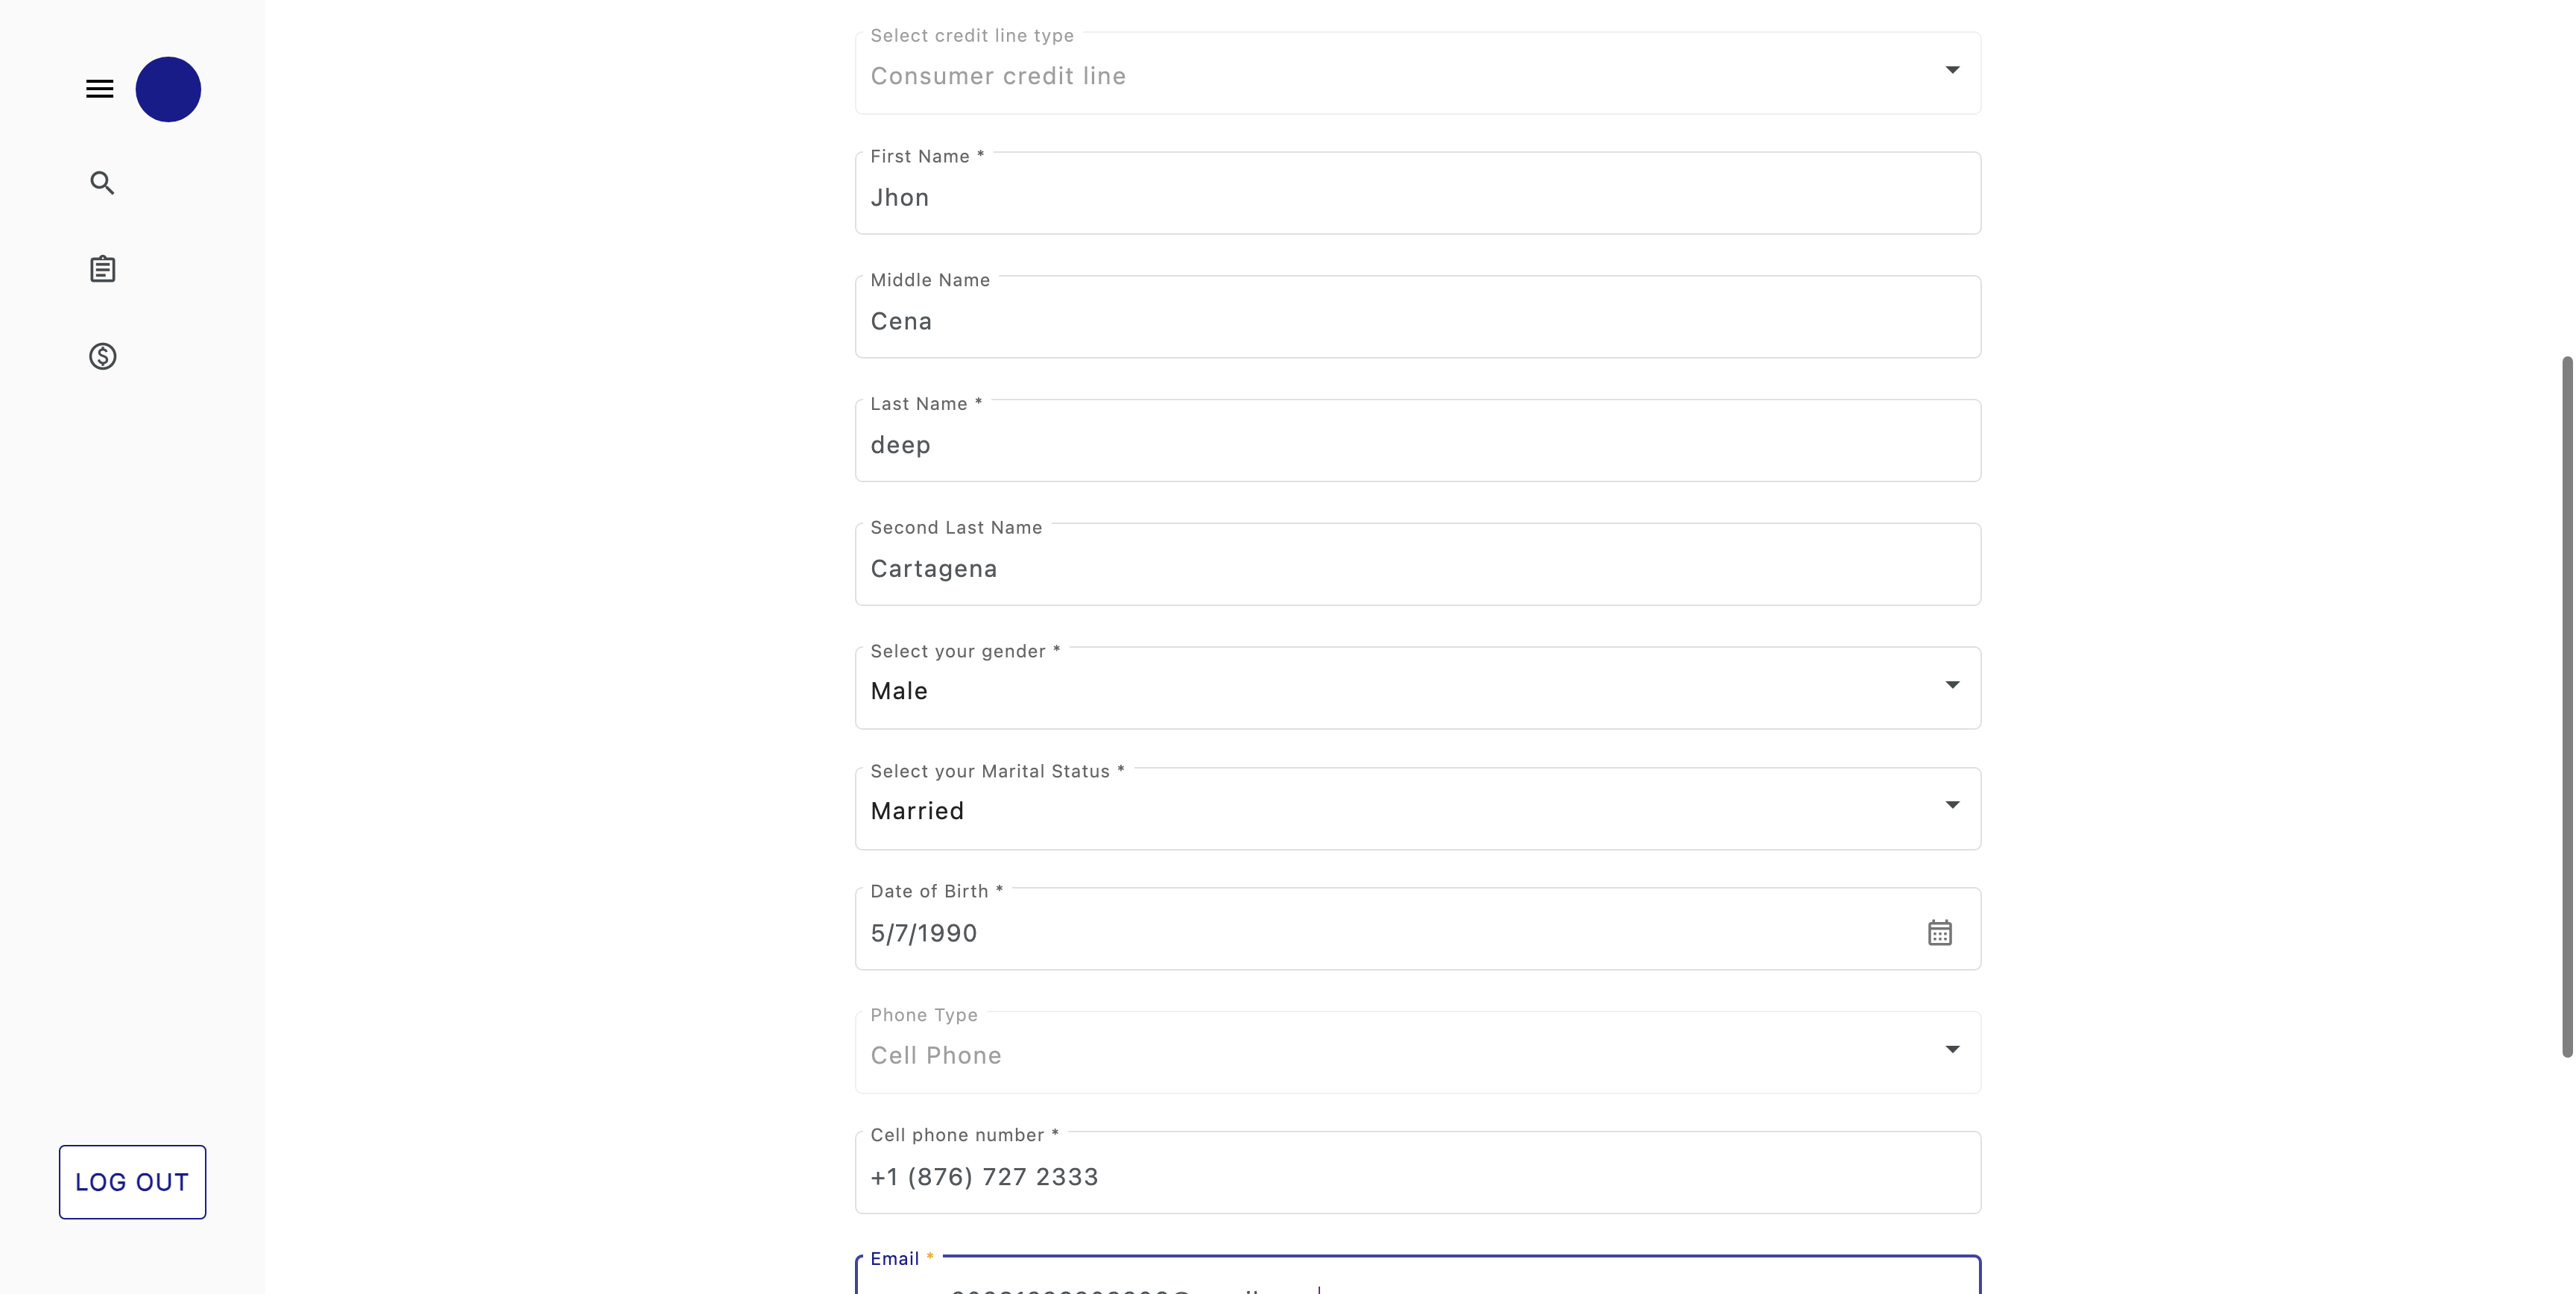 Select credit line type
Consumer credit line
First Name *
Jhon
Middle Name
Cena
Last Name *
deep
Second Last Name
Cartagena
Select your gender *
Male
Select your Marital Status *
Married
Date of Birth *
5/7/1990
Phone Type
Cell Phone
Cell phone number *
+1 (876) 727 2333
Email *
LOG OUT